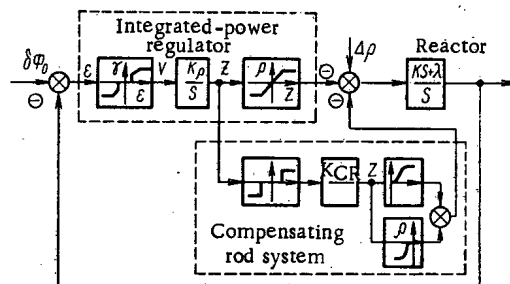 Integrated-power
regulator
Reactor
δφ₀
⊖
ε
γ
ε
V
Kρ
S
Z
ρ
Z
⊖
⊖
Δρ
KS+λ
S
KCR
Z
ρ
Compensating
rod system